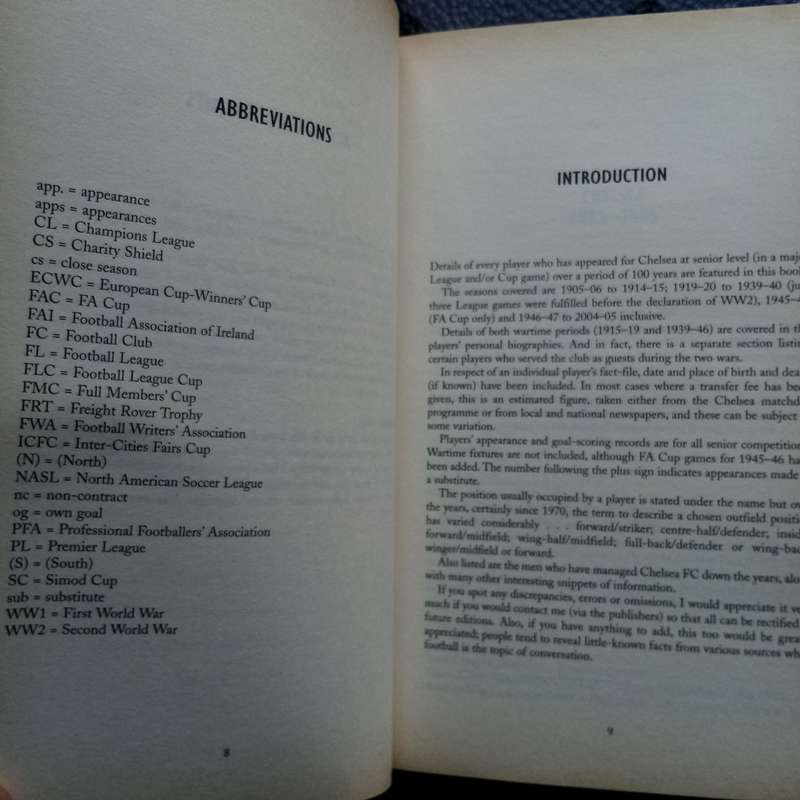 ABBREVIATIONS
app. = appearance
apps = appearances
CL = Champions League
CS = Charity Shield
cs = close season
ECWC = European Cup-Winners' Cup
FAC = FA Cup
FAI = Football Association of Ireland
FC = Football Club
FL = Football League
FLC = Football League Cup
FMC = Full Members' Cup
FRT = Freight Rover Trophy
FWA = Football Writers' Association
ICFC = Inter-Cities Fairs Cup
(N) = (North)
NASL = North American Soccer League
nc = non-contract
og = own goal
PFA = Professional Footballers' Association
PL = Premier League
(S) = (South)
SC = Simod Cup
sub = substitute
WW1 = First World War
WW2 = Second World War
8
INTRODUCTION
Details of every player who has appeared for Chelsea at senior level (in a majo
League and/or Cup game) over a period of 100 years are featured in this book
The seasons covered are 1905–06 to 1914–15; 1919–20 to 1939–40 (ju
three League games were fulfilled before the declaration of WW2), 1945–4
(FA Cup only) and 1946–47 to 2004–05 inclusive.
Details of both wartime periods (1915–19 and 1939–46) are covered in th
players' personal biographies. And in fact, there is a separate section listin
certain players who served the club as guests during the two wars.
In respect of an individual player's fact-file, date and place of birth and dea
(if known) have been included. In most cases where a transfer fee has bee
given, this is an estimated figure, taken either from the Chelsea matchd
programme or from local and national newspapers, and these can be subject
some variation.
Players' appearance and goal-scoring records are for all senior competition
Wartime fixtures are not included, although FA Cup games for 1945–46 ha
been added. The number following the plus sign indicates appearances made
a substitute.
The position usually occupied by a player is stated under the name but ov
the years, certainly since 1970, the term to describe a chosen outfield positi
has varied considerably . . . forward/striker; centre-half/defender; insid
forward/midfield; wing-half/midfield; full-back/defender or wing-bac
winger/midfield or forward.
Also listed are the men who have managed Chelsea FC down the years, alo
with many other interesting snippets of information.
If you spot any discrepancies, errors or omissions, I would appreciate it ve
much if you would contact me (via the publishers) so that all can be rectified
future editions. Also, if you have anything to add, this too would be great
appreciated; people tend to reveal little-known facts from various sources wh
football is the topic of conversation.
9